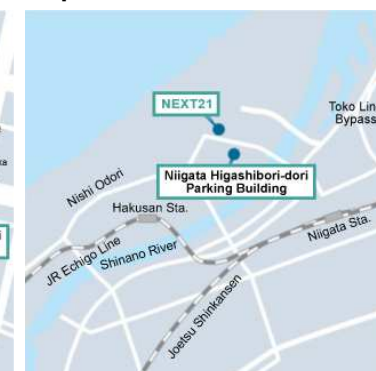 NEXT21
Toko Lin
Bypass
Niigata Higashibori-dori
Parking Building
Nishi Odori
Hakusan Sta.
Niigata Sta.
JR Echigo Line
Shinano River
Joetsu Shinkansen